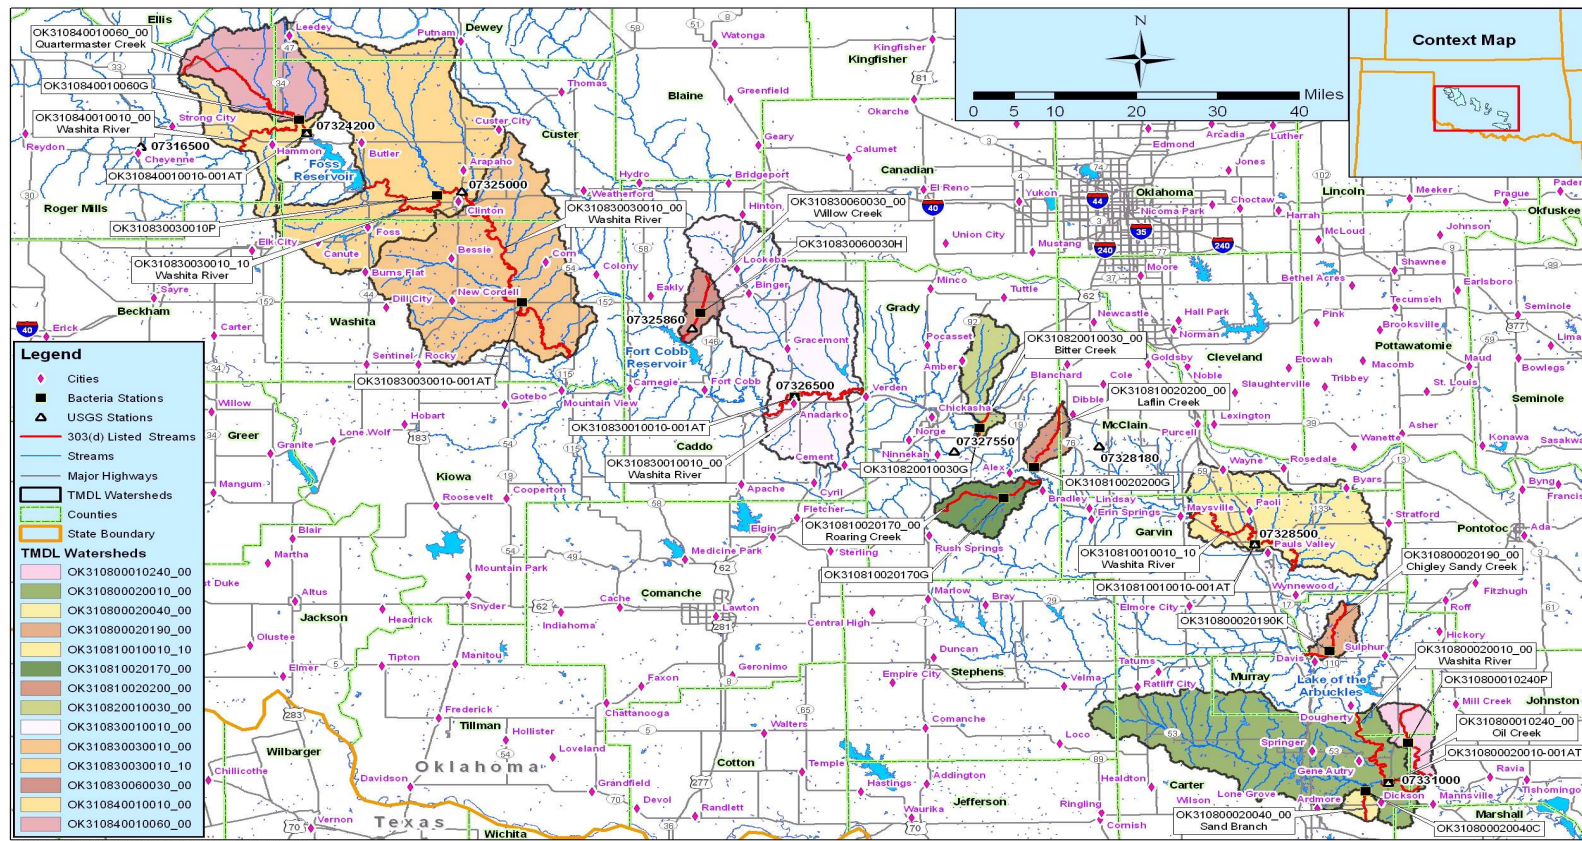 Ellis
Leedey
Putnam
Dewey
Watonga
Kingfisher
Kingfisher
N
Context Map
OK310840010060_00
Quartermaster Creek
OK310840010060G
OK310840010010_00
Washita River
Strong City
Reydon
07316500
Cheyenne
Hammon
07324200
Foss
Reservoir
OK310840010010-001AT
Roger Mills
Butler
Custer City
Thomas
Custer
Arapaho
07325000
Clinton
Weatherford
Blaine
Greenfield
Okarche
Geary
Calumet
Canadian
Hydro
Bridgeport
Hinton
El Reno
Union City
Miles
0 5 10 20 30 40
Arcadia
Luther
Edmond
Jones
Oklahoma
Lincoln
Yukon
Nicoma Park
Choctaw
Harrah
Meeker
Prague
Paden
Okfuskee
Mustang
McLoud
Johnson
Moore
Bethel Acres
Shawnee
Earlsboro
Tecumseh
Seminole
OK310830030010P
OK310830030010_10
Washita River
OK310830030010_00
Washita River
OK310830060030_00
Willow Creek
OK310830060030H
Elk City
Foss
Canute
Bessie
Burns Flat
Corn
Colony
Sayre
Beckham
Dill City
New Cordell
Washita
Erick
Carter
Sentinel
Rocky
OK310830030010-001AT
Eakly
Lookeba
Binger
07325860
Fort Cobb
Reservoir
Gracemont
Grady
Minco
Tuttle
Newcastle
Hall Park
Norman
Pink
Brooksville
Pottawatomie
Lima
Pocasset
Amber
OK310820010030_00
Bitter Creek
Blanchard
Goldsby
Noble
Cleveland
Etowah
Slaughterville
Tribbey
Macomb
Maud
Bowlegs
St. Louis
Seminole
Legend
Cities
Bacteria Stations
USGS Stations
303(d) Listed Streams
Streams
Major Highways
TMDL Watersheds
Counties
State Boundary
TMDL Watersheds
OK310800010240_00
OK310800020010_00
OK310800020040_00
OK310800020190_00
OK310810010010_10
OK310810020170_00
OK310810020200_00
OK310820010030_00
OK310830010010_00
OK310830030010_00
OK310830030010_10
OK310830060030_00
OK310840010010_00
OK310840010060_00
Willow
Greer
Granite
Mangum
Lone Wolf
Hobart
Gotebo
Mountain View
Carnegie
Fort Cobb
07326500
Verden
Anadarko
OK310830010010-001AT
Caddo
OK310830010010_00
Washita River
Cement
Cyril
Apache
Fletcher
Elgin
Chickasha
Norge
Ninnekah
07327550
OK310820010030G
Alex
Cole
OK310810020200_00
Laflin Creek
Dibble
McClain
Purcell
Lexington
Wanette
Asher
Konawa
Sasakwa
07328180
OK310810020200G
Bradley
Lindsay
Erin Springs
Wayne
Rosedale
Byars
Byng
Francis
Kiowa
Roosevelt
Cooperton
Blair
Martha
Duke
Altus
Jackson
Headrick
Olustee
Elmer
Mountain Park
Snyder
Indiahoma
Cache
Comanche
Lawton
Medicine Park
Sterling
Central High
OK310810020170_00
Roaring Creek
Rush Springs
OK310810020170G
Marlow
Bray
Maysville
Paoli
Garvin
07328500
Pauls Valley
OK310810010010_10
Washita River
OK310810010010-001AT
Stratford
Ada
Pontotoc
OK310800020190_00
Chigley Sandy Creek
Wynnewood
Fitzhugh
Roff
Hickory
Elmore City
OK310800020190K
Sulphur
Davis
OK310800020010_00
Washita River
Tipton
Manitou
Faxon
Geronimo
Chattanooga
Frederick
Tillman
Hollister
Loveland
Grandfield
Devol
Randlett
Davidson
Oklahoma
Texas
Wilbarger
Chillicothe
Vernon
Wichita
Duncan
Empire City
Stephens
Velma
Tatums
Ratliff City
Murray
Lake of the
Arbuckles
Dougherty
OK310800010240P
Mill Creek
Johnston
OK310800010240_00
Oil Creek
OK310800020010-001AT
Comanche
Loco
Walters
Cotton
Temple
Hastings
Addington
Waurika
Jefferson
Ringling
Cornish
Healdton
Wilson
Carter
Lone Grove
Springer
Gene Autry
Ardmore
Dickson
07331000
Ravia
Mannsville
Tishomingo
Marshall
OK310800020040_00
Sand Branch
OK310800020040C